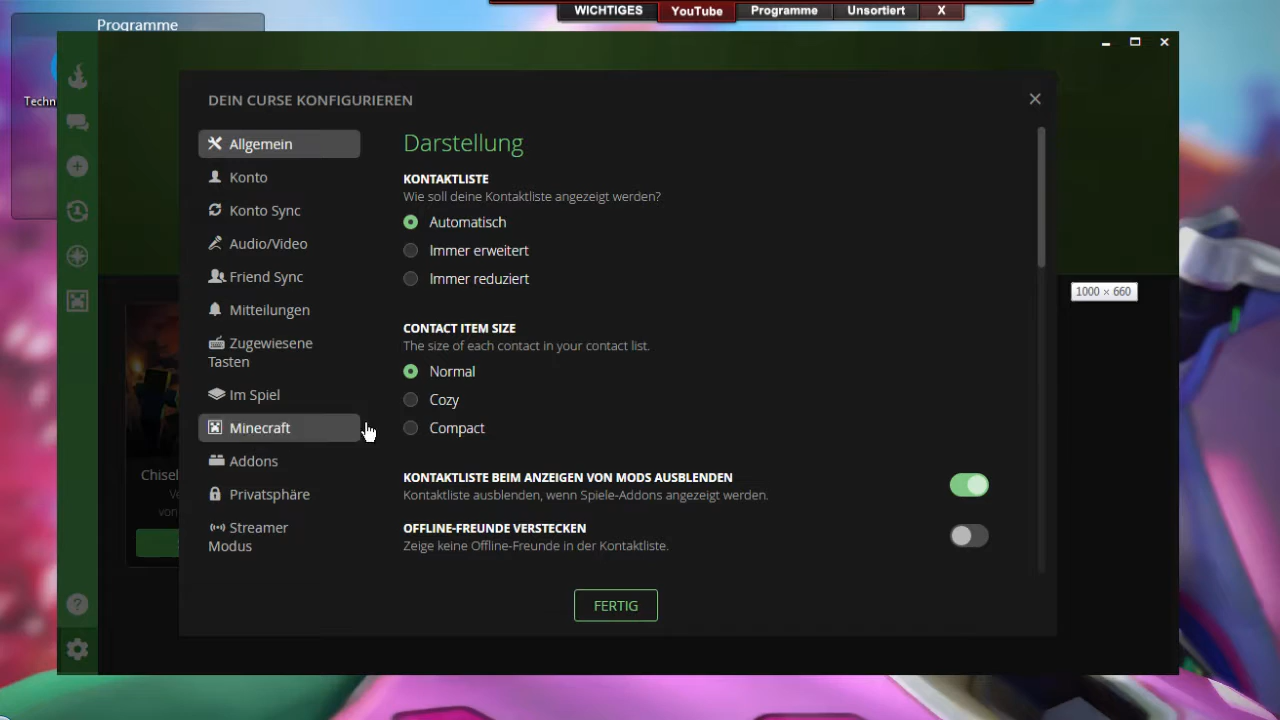 WICHTIGES YouTube Programme Unsortiert X
Programme
Techn
DEIN CURSE KONFIGURIEREN
Allgemein
Konto
Konto Sync
Audio/Video
Friend Sync
Mitteilungen
Zugewiesene
Tasten
Im Spiel
Minecraft
Addons
Privatsphäre
Streamer
Modus
Darstellung
KONTAKTLISTE
Wie soll deine Kontaktliste angezeigt werden?
Automatisch
Immer erweitert
Immer reduziert
CONTACT ITEM SIZE
The size of each contact in your contact list.
Normal
Cozy
Compact
KONTAKTLISTE BEIM ANZEIGEN VON MODS AUSBLENDEN
Kontaktliste ausblenden, wenn Spiele-Addons angezeigt werden.
OFFLINE-FREUNDE VERSTECKEN
Zeige keine Offline-Freunde in der Kontaktliste.
FERTIG
1000 × 660
Chisel
Ve
von